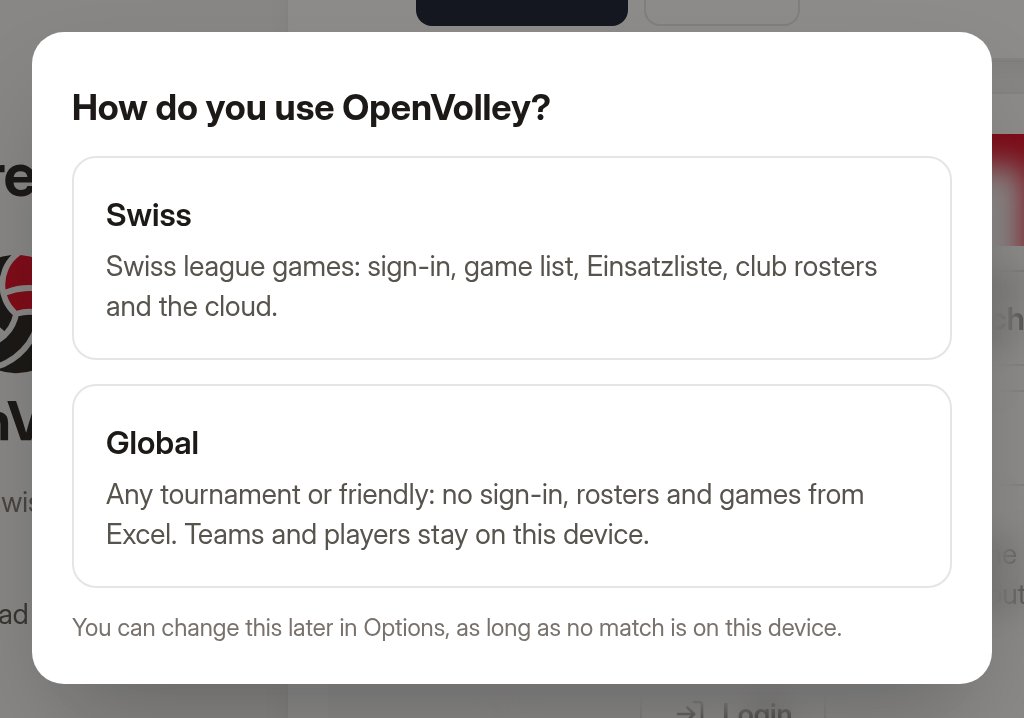 How do you use OpenVolley?
Swiss
Swiss league games: sign-in, game list, Einsatzliste, club rosters
and the cloud.
Global
Any tournament or friendly: no sign-in, rosters and games from
Excel. Teams and players stay on this device.
You can change this later in Options, as long as no match is on this device.
Login